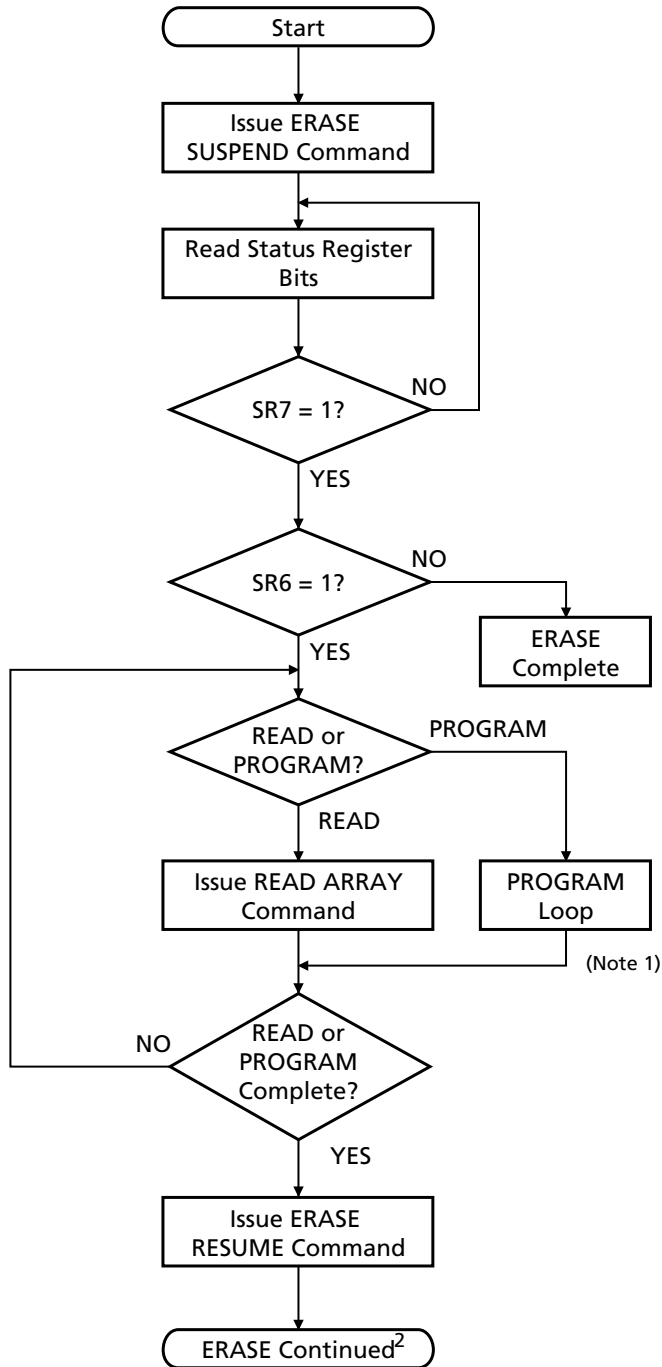 Start
Issue ERASE
SUSPEND Command
Read Status Register
Bits
NO
SR7 = 1?
YES
NO
SR6 = 1?
YES
ERASE
Complete
READ or
PROGRAM?
PROGRAM
READ
Issue READ ARRAY
Command
PROGRAM
Loop
(Note 1)
NO
READ or
PROGRAM
Complete?
YES
Issue ERASE
RESUME Command
ERASE Continued²